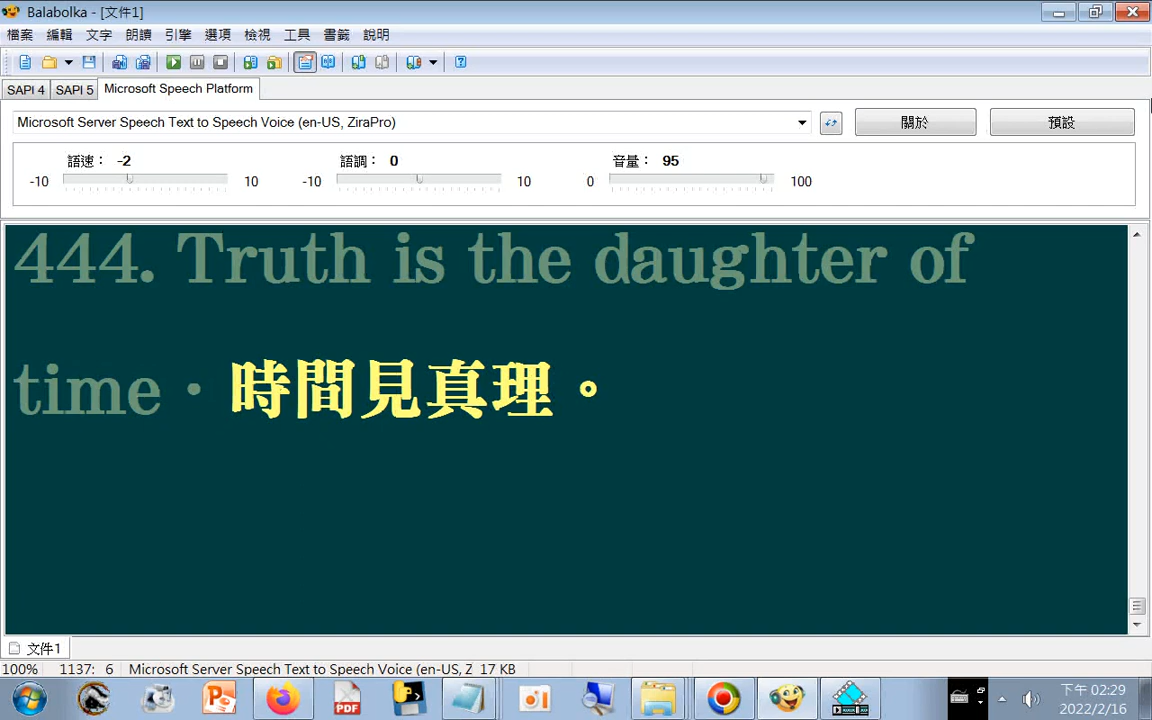 Balabolka - [文件1]
檔案 編輯 文字 朗讀 引擎 選項 檢視 工具 書籤 說明
SAPI 4 SAPI 5 Microsoft Speech Platform
Microsoft Server Speech Text to Speech Voice (en-US, ZiraPro) 關於 預設
語速： -2 語調： 0 音量： 95
-10 10 -10 10 0 100
444. Truth is the daughter of
time．時間見真理。
文件1
100% 1137: 6 Microsoft Server Speech Text to Speech Voice (en-US, Z 17 KB
下午 02:29
2022/2/16